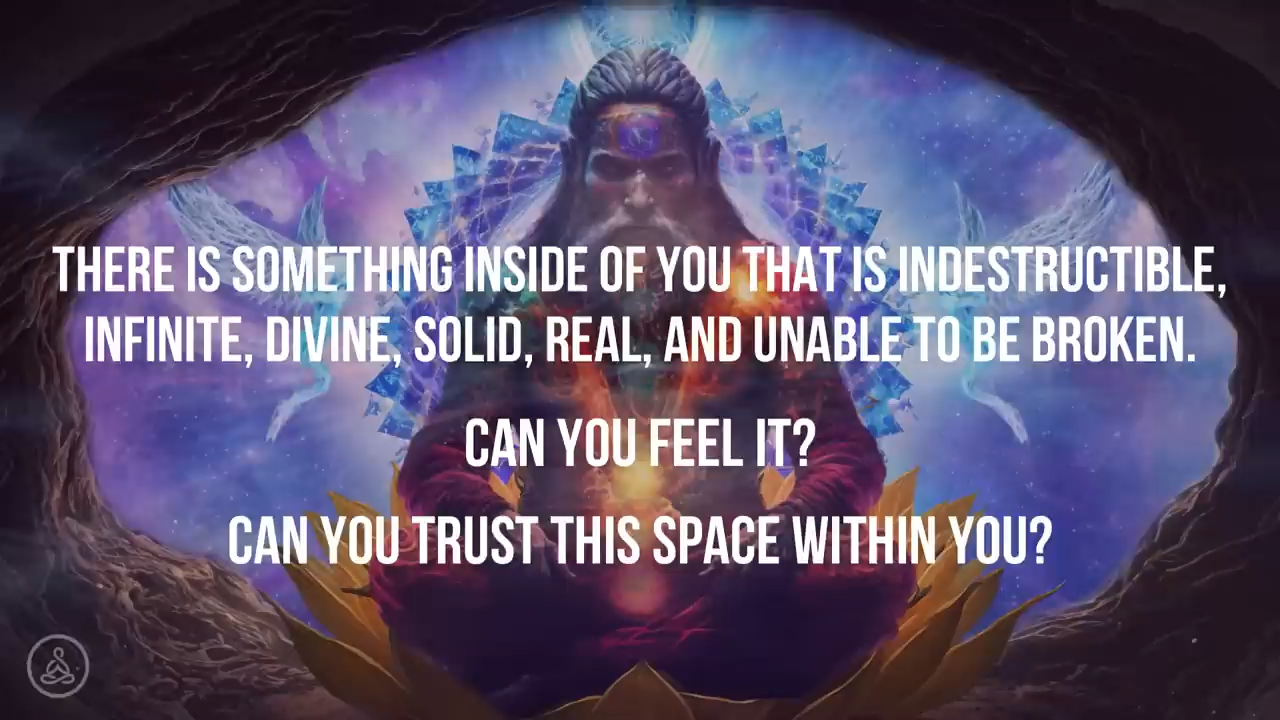 THERE IS SOMETHING INSIDE OF YOU THAT IS INDESTRUCTIBLE,
INFINITE, DIVINE, SOLID, REAL, AND UNABLE TO BE BROKEN.
CAN YOU FEEL IT?
CAN YOU TRUST THIS SPACE WITHIN YOU?